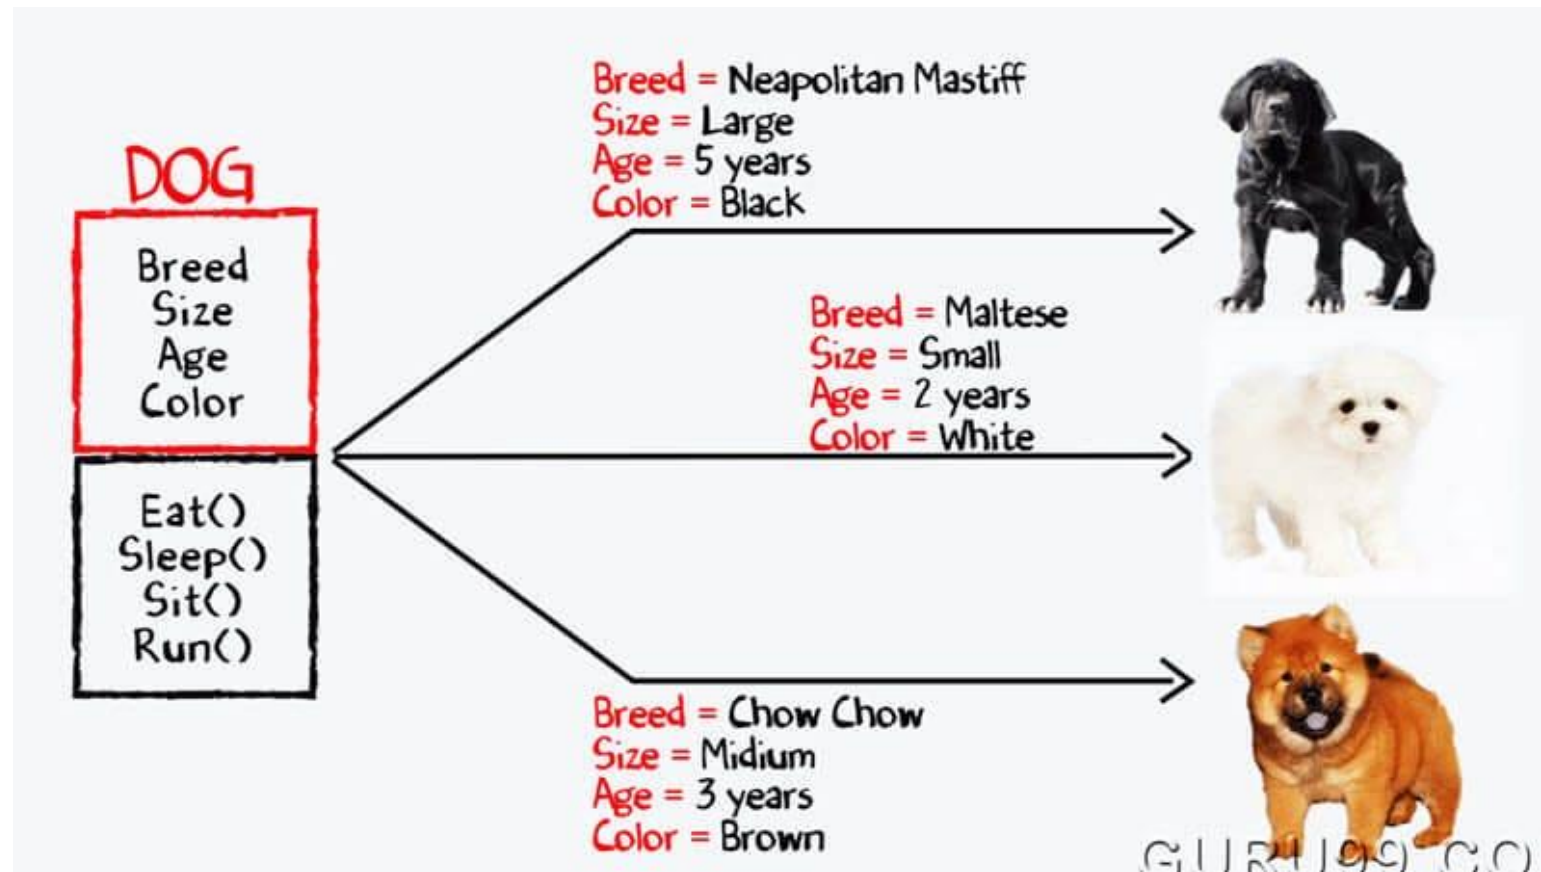 DOG
Breed
Size
Age
Color
Eat()
Sleep()
Sit()
Run()
Breed = Neapolitan Mastiff
Size = Large
Age = 5 years
Color = Black
Breed = Maltese
Size = Small
Age = 2 years
Color = White
Breed = Chow Chow
Size = Midium
Age = 3 years
Color = Brown
GURU99 CO